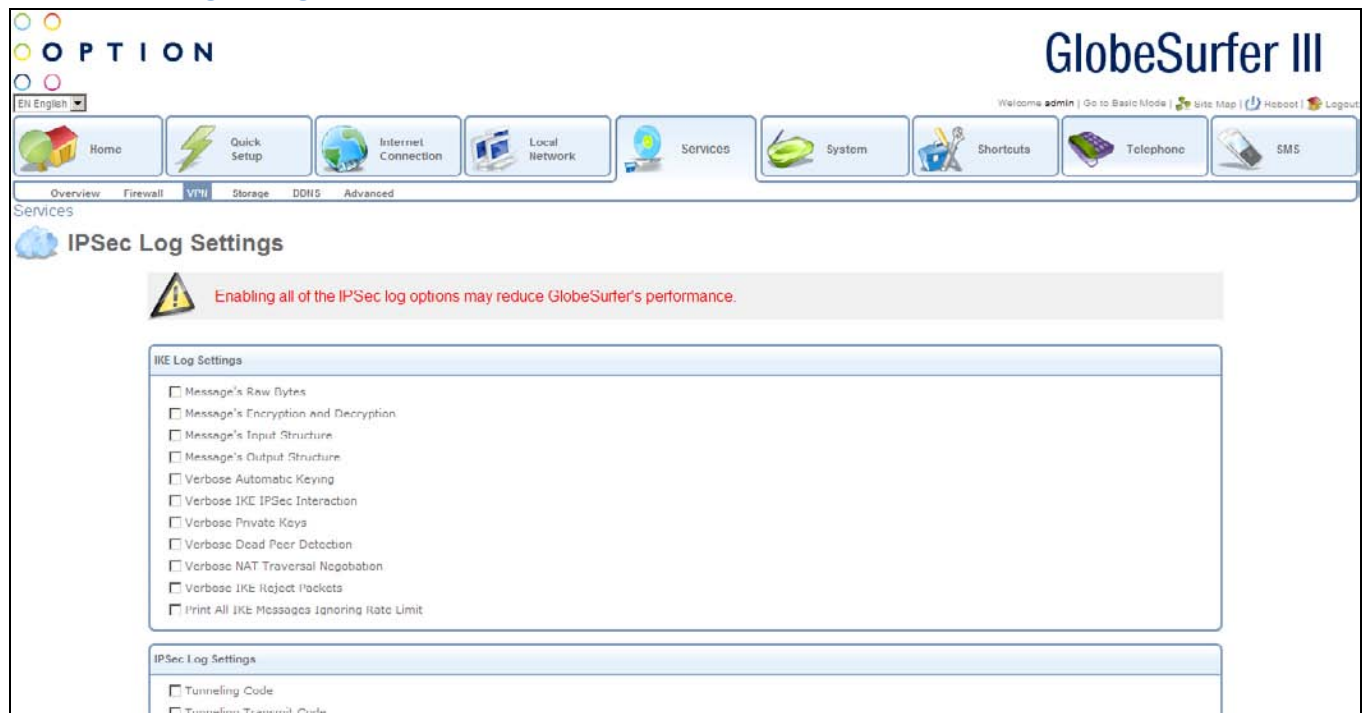 OPTION
GlobeSurfer III
EN English
Welcome admin | Go to Basic Mode | Site Map | Reboot | Logout
Home
Quick Setup
Internet Connection
Local Network
Services
System
Shortcuts
Telephone
SMS
Overview Firewall VPN Storage DDNS Advanced
Services
IPSec Log Settings
Enabling all of the IPSec log options may reduce GlobeSurfer's performance.
IKE Log Settings
Message's Raw Bytes
Message's Encryption and Decryption
Message's Input Structure
Message's Output Structure
Verbose Automatic Keying
Verbose IKE IPSec Interaction
Verbose Private Keys
Verbose Dead Peer Detection
Verbose NAT Traversal Negotiation
Verbose IKE Reject Packets
Print All IKE Messages Ignoring Rate Limit
IPSec Log Settings
Tunneling Code
Tunneling Transmit Code